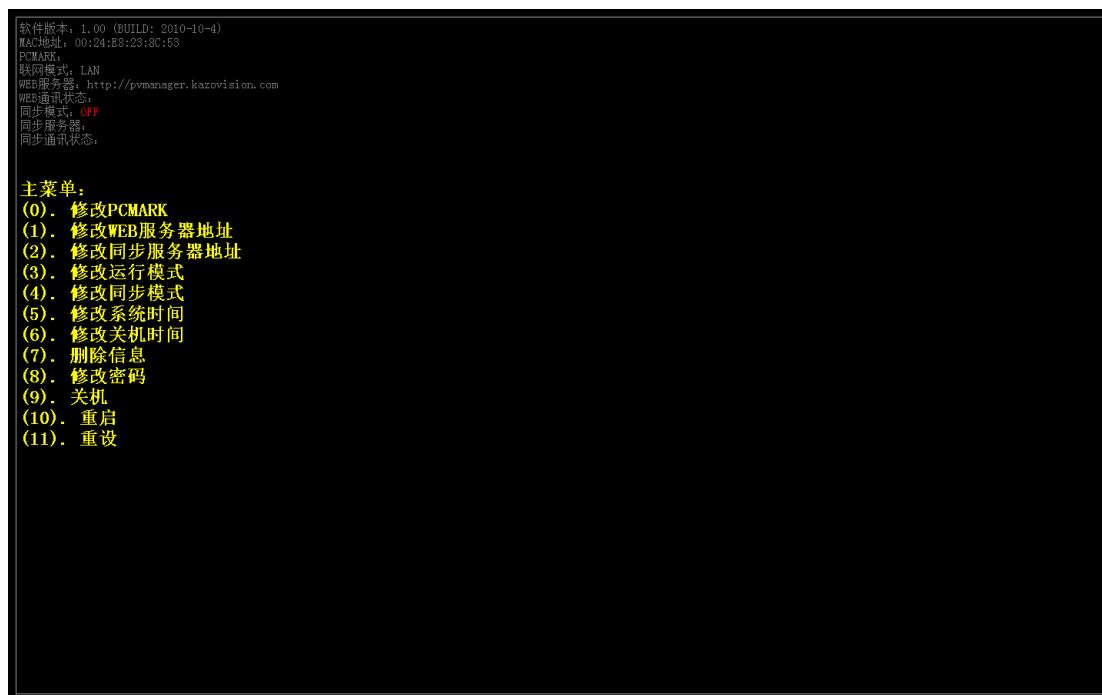 软件版本: 1.00 (BUILD: 2010-10-4)
MAC地址: 00:24:E8:23:8C:53
PCMARK:
联网模式: LAN
WEB服务器: http://pvmanager.kazovision.com
WEB通讯状态:
同步模式: OFF
同步服务器:
同步通讯状态:
主菜单:
(0). 修改PCMARK
(1). 修改WEB服务器地址
(2). 修改同步服务器地址
(3). 修改运行模式
(4). 修改同步模式
(5). 修改系统时间
(6). 修改关机时间
(7). 删除信息
(8). 修改密码
(9). 关机
(10). 重启
(11). 重设